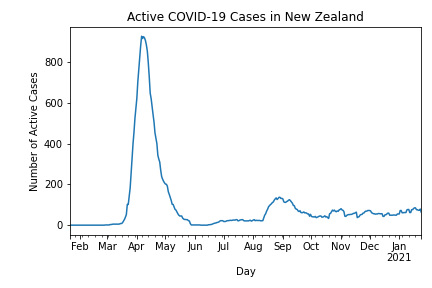 Active COVID-19 Cases in New Zealand
Number of Active Cases
800
600
400
200
0
Feb Mar Apr May Jun Jul Aug Sep Oct Nov Dec Jan
2021
Day